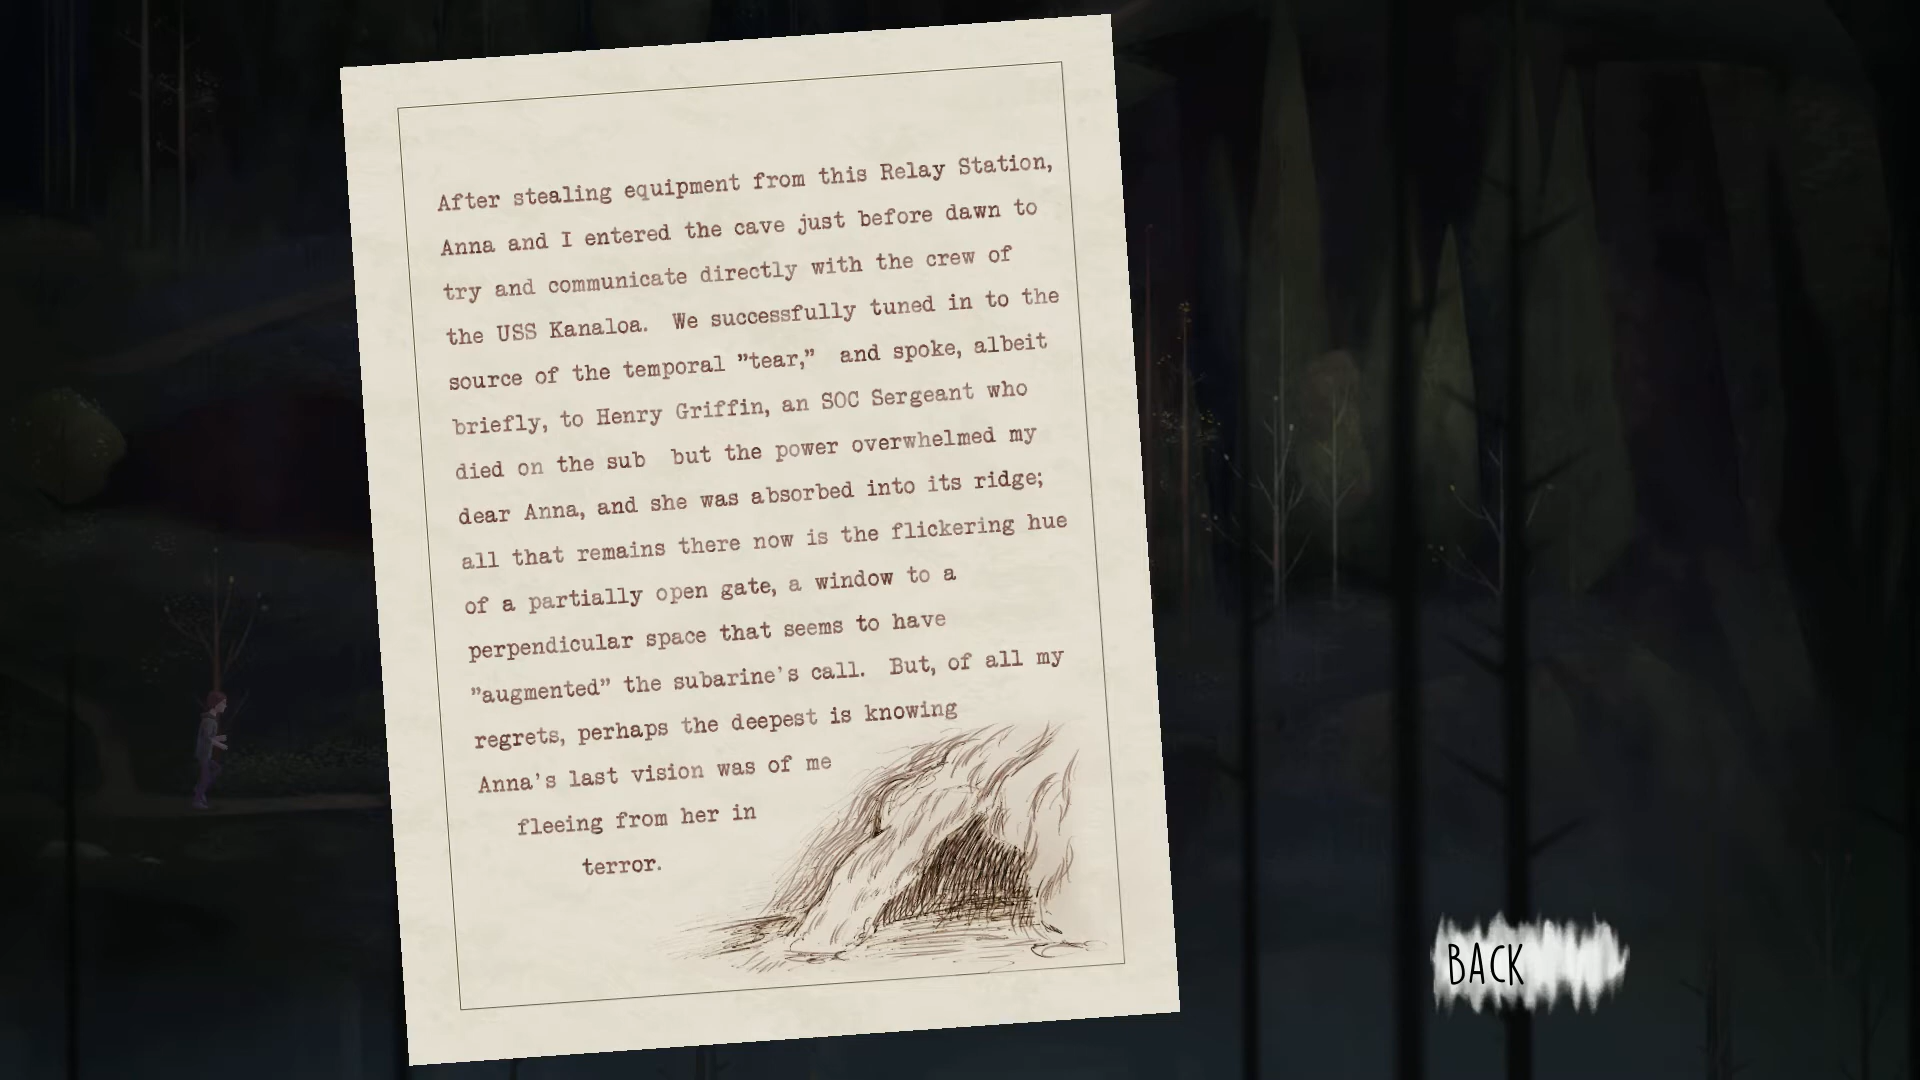 After stealing equipment from this Relay Station,
Anna and I entered the cave just before dawn to
try and communicate directly with the crew of
the USS Kanaloa.  We successfully tuned in to the
source of the temporal ”tear,”  and spoke, albeit
briefly, to Henry Griffin, an SOC Sergeant who
died on the sub  but the power overwhelmed my
dear Anna, and she was absorbed into its ridge;
all that remains there now is the flickering hue
of a partially open gate, a window to a
perpendicular space that seems to have
”augmented” the subarine's call.  But, of all my
regrets, perhaps the deepest is knowing
Anna's last vision was of me
fleeing from her in
terror.
BACK